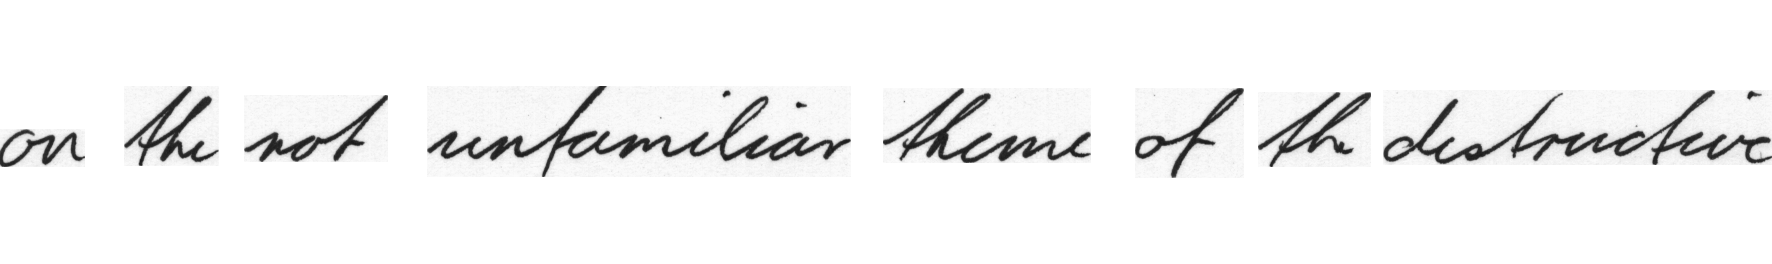 on the not unfamiliar theme of the destructive